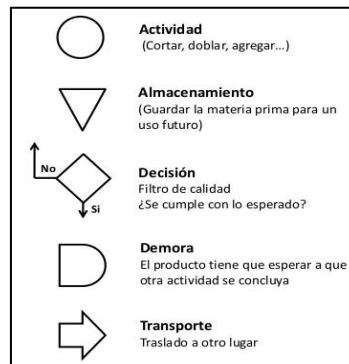 Actividad
(Cortar, doblar, agregar...)
Almacenamiento
(Guardar la materia prima para un
uso futuro)
No
Decisión
Filtro de calidad
¿Se cumple con lo esperado?
Si
Demora
El producto tiene que esperar a que
otra actividad se concluya
Transporte
Traslado a otro lugar